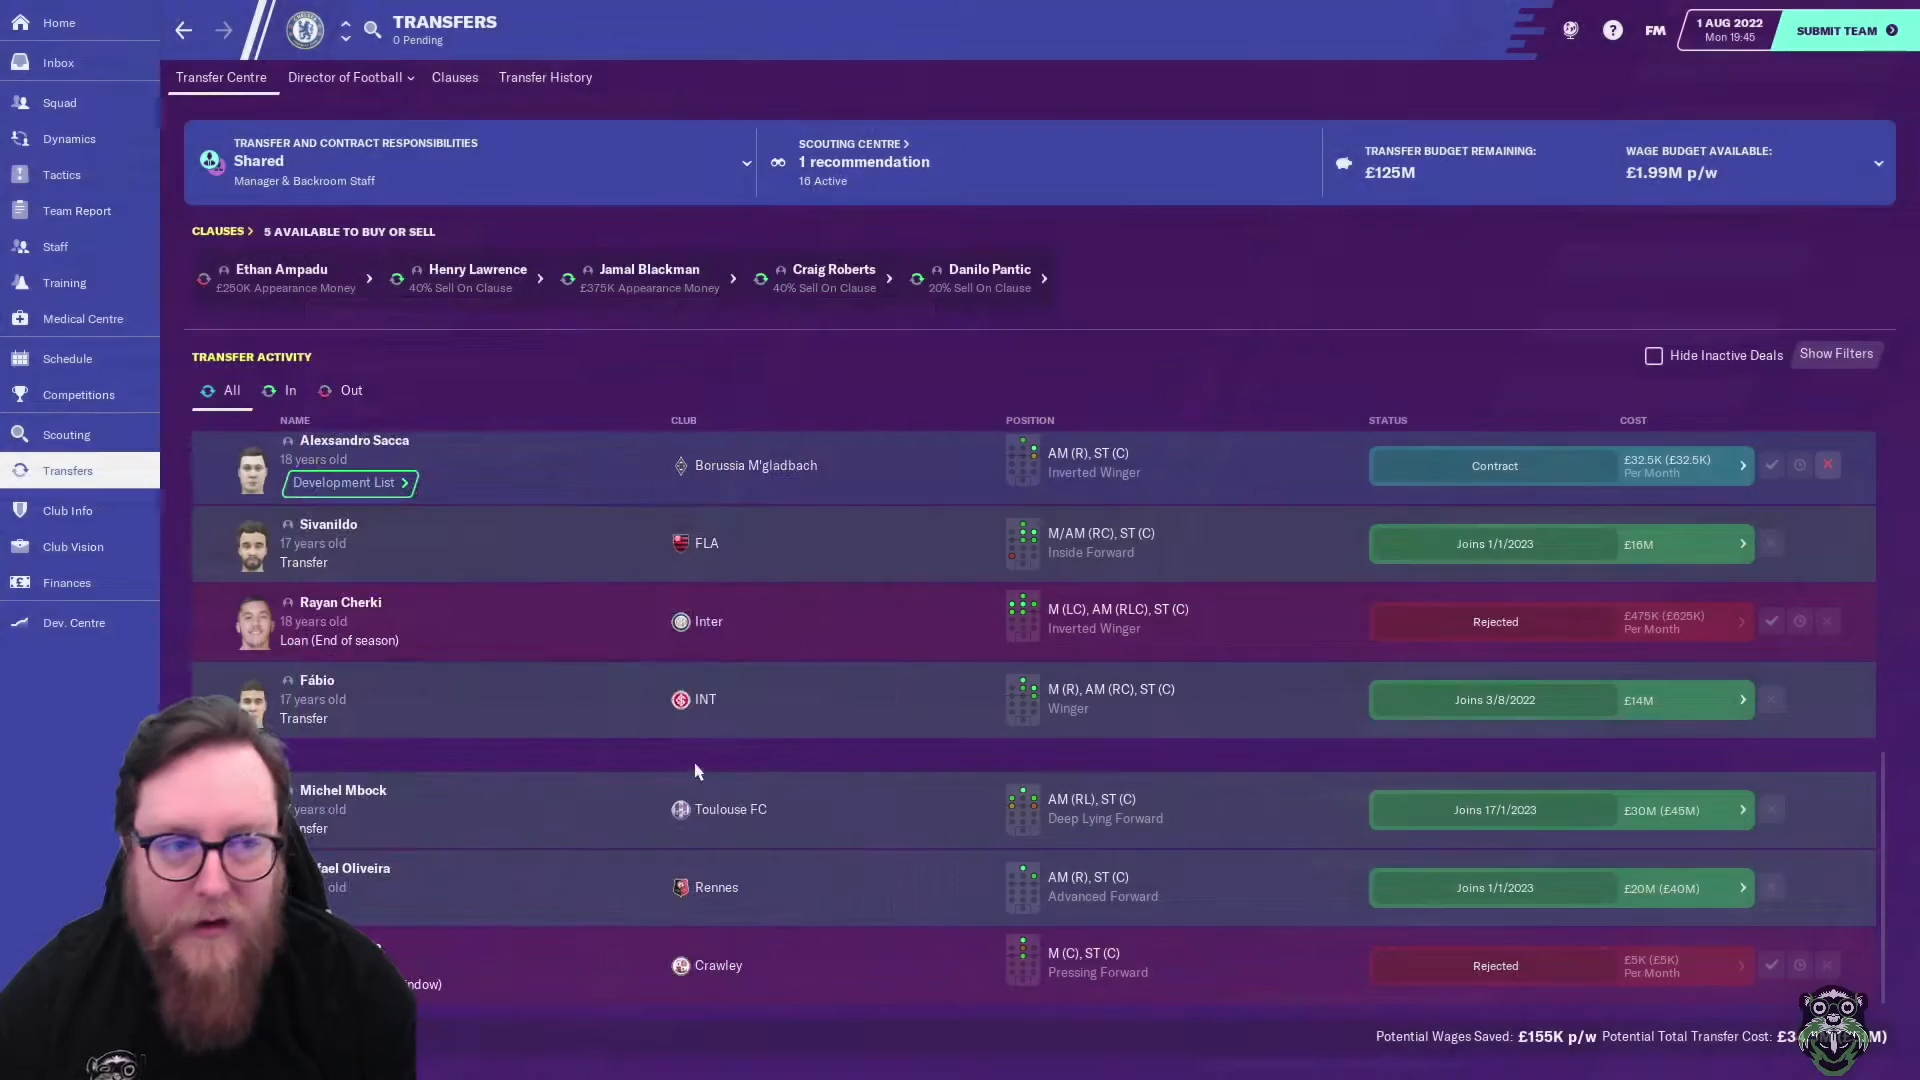 Home
Inbox
Squad
Dynamics
Tactics
Team Report
Staff
Training
Medical Centre
Schedule
Competitions
Scouting
Transfers
Club Info
Club Vision
Finances
Dev. Centre
TRANSFERS
0 Pending
FM
1 AUG 2022
Mon 19:45
SUBMIT TEAM
Transfer Centre
Director of Football
Clauses
Transfer History
TRANSFER AND CONTRACT RESPONSIBILITIES
Shared
Manager & Backroom Staff
SCOUTING CENTRE >
1 recommendation
16 Active
TRANSFER BUDGET REMAINING:
£125M
WAGE BUDGET AVAILABLE:
£1.99M p/w
CLAUSES > 5 AVAILABLE TO BUY OR SELL
Ethan Ampadu
£250K Appearance Money
Henry Lawrence
40% Sell On Clause
Jamal Blackman
£375K Appearance Money
Craig Roberts
40% Sell On Clause
Danilo Pantic
20% Sell On Clause
TRANSFER ACTIVITY
Hide Inactive Deals
Show Filters
All
In
Out
NAME
CLUB
POSITION
STATUS
COST
Alexsandro Sacca
18 years old
Development List >
Borussia M'gladbach
AM (R), ST (C)
Inverted Winger
Contract
£32.5K (£32.5K)
Per Month
Sivanildo
17 years old
Transfer
FLA
M/AM (RC), ST (C)
Inside Forward
Joins 1/1/2023
£16M
Rayan Cherki
18 years old
Loan (End of season)
Inter
M (LC), AM (RLC), ST (C)
Inverted Winger
Rejected
£475K (£625K)
Per Month
Fábio
17 years old
Transfer
INT
M (R), AM (RC), ST (C)
Winger
Joins 3/8/2022
£14M
Michel Mbock
years old
nsfer
Toulouse FC
AM (RL), ST (C)
Deep Lying Forward
Joins 17/1/2023
£30M (£45M)
fael Oliveira
old
Rennes
AM (R), ST (C)
Advanced Forward
Joins 1/1/2023
£20M (£40M)
ndow)
Crawley
M (C), ST (C)
Pressing Forward
Rejected
£5K (£5K)
Per Month
Potential Wages Saved: £155K p/w Potential Total Transfer Cost: